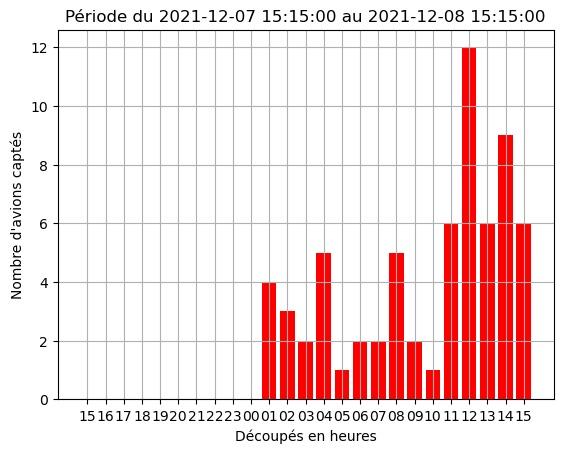 Période du 2021-12-07 15:15:00 au 2021-12-08 15:15:00
12
10
8
6
4
2
0
Nombre d'avions captés
15 16 17 18 19 20 21 22 23 00 01 02 03 04 05 06 07 08 09 10 11 12 13 14 15
Découpés en heures